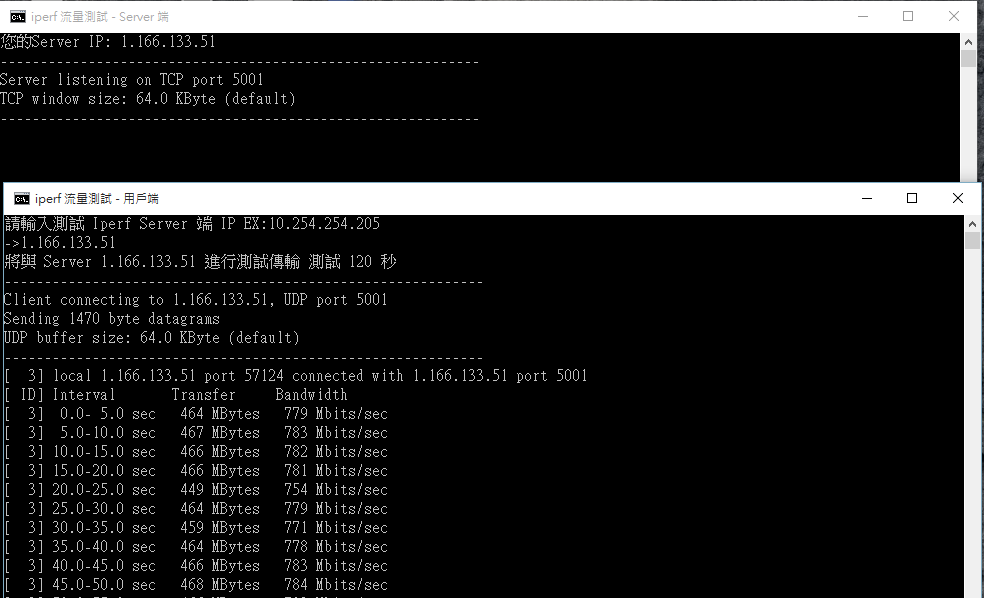 iperf 流量測試 - Server 端
您的Server IP: 1.166.133.51
------------------------------------------------------------
Server listening on TCP port 5001
TCP window size: 64.0 KByte (default)
------------------------------------------------------------
iperf 流量測試 - 用戶端
請輸入測試 Iperf Server 端 IP EX:10.254.254.205
->1.166.133.51
將與 Server 1.166.133.51 進行測試傳輸 測試 120 秒
------------------------------------------------------------
Client connecting to 1.166.133.51, UDP port 5001
Sending 1470 byte datagrams
UDP buffer size: 64.0 KByte (default)
------------------------------------------------------------
[  3] local 1.166.133.51 port 57124 connected with 1.166.133.51 port 5001
[ ID] Interval       Transfer     Bandwidth
[  3]  0.0- 5.0 sec   464 MBytes   779 Mbits/sec
[  3]  5.0-10.0 sec   467 MBytes   783 Mbits/sec
[  3] 10.0-15.0 sec   466 MBytes   782 Mbits/sec
[  3] 15.0-20.0 sec   466 MBytes   781 Mbits/sec
[  3] 20.0-25.0 sec   449 MBytes   754 Mbits/sec
[  3] 25.0-30.0 sec   464 MBytes   779 Mbits/sec
[  3] 30.0-35.0 sec   459 MBytes   771 Mbits/sec
[  3] 35.0-40.0 sec   464 MBytes   778 Mbits/sec
[  3] 40.0-45.0 sec   466 MBytes   783 Mbits/sec
[  3] 45.0-50.0 sec   468 MBytes   784 Mbits/sec